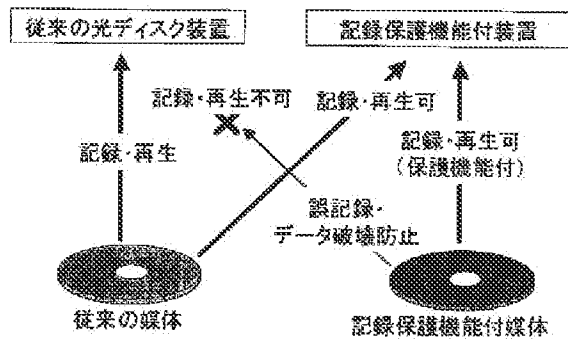 従来の光ディスク装置
記録保護機能付装置
記録・再生不可
記録・再生可
記録・再生
記録・再生可
(保護機能付)
誤記録・
データ破壊防止
従来の媒体
記録保護機能付媒体